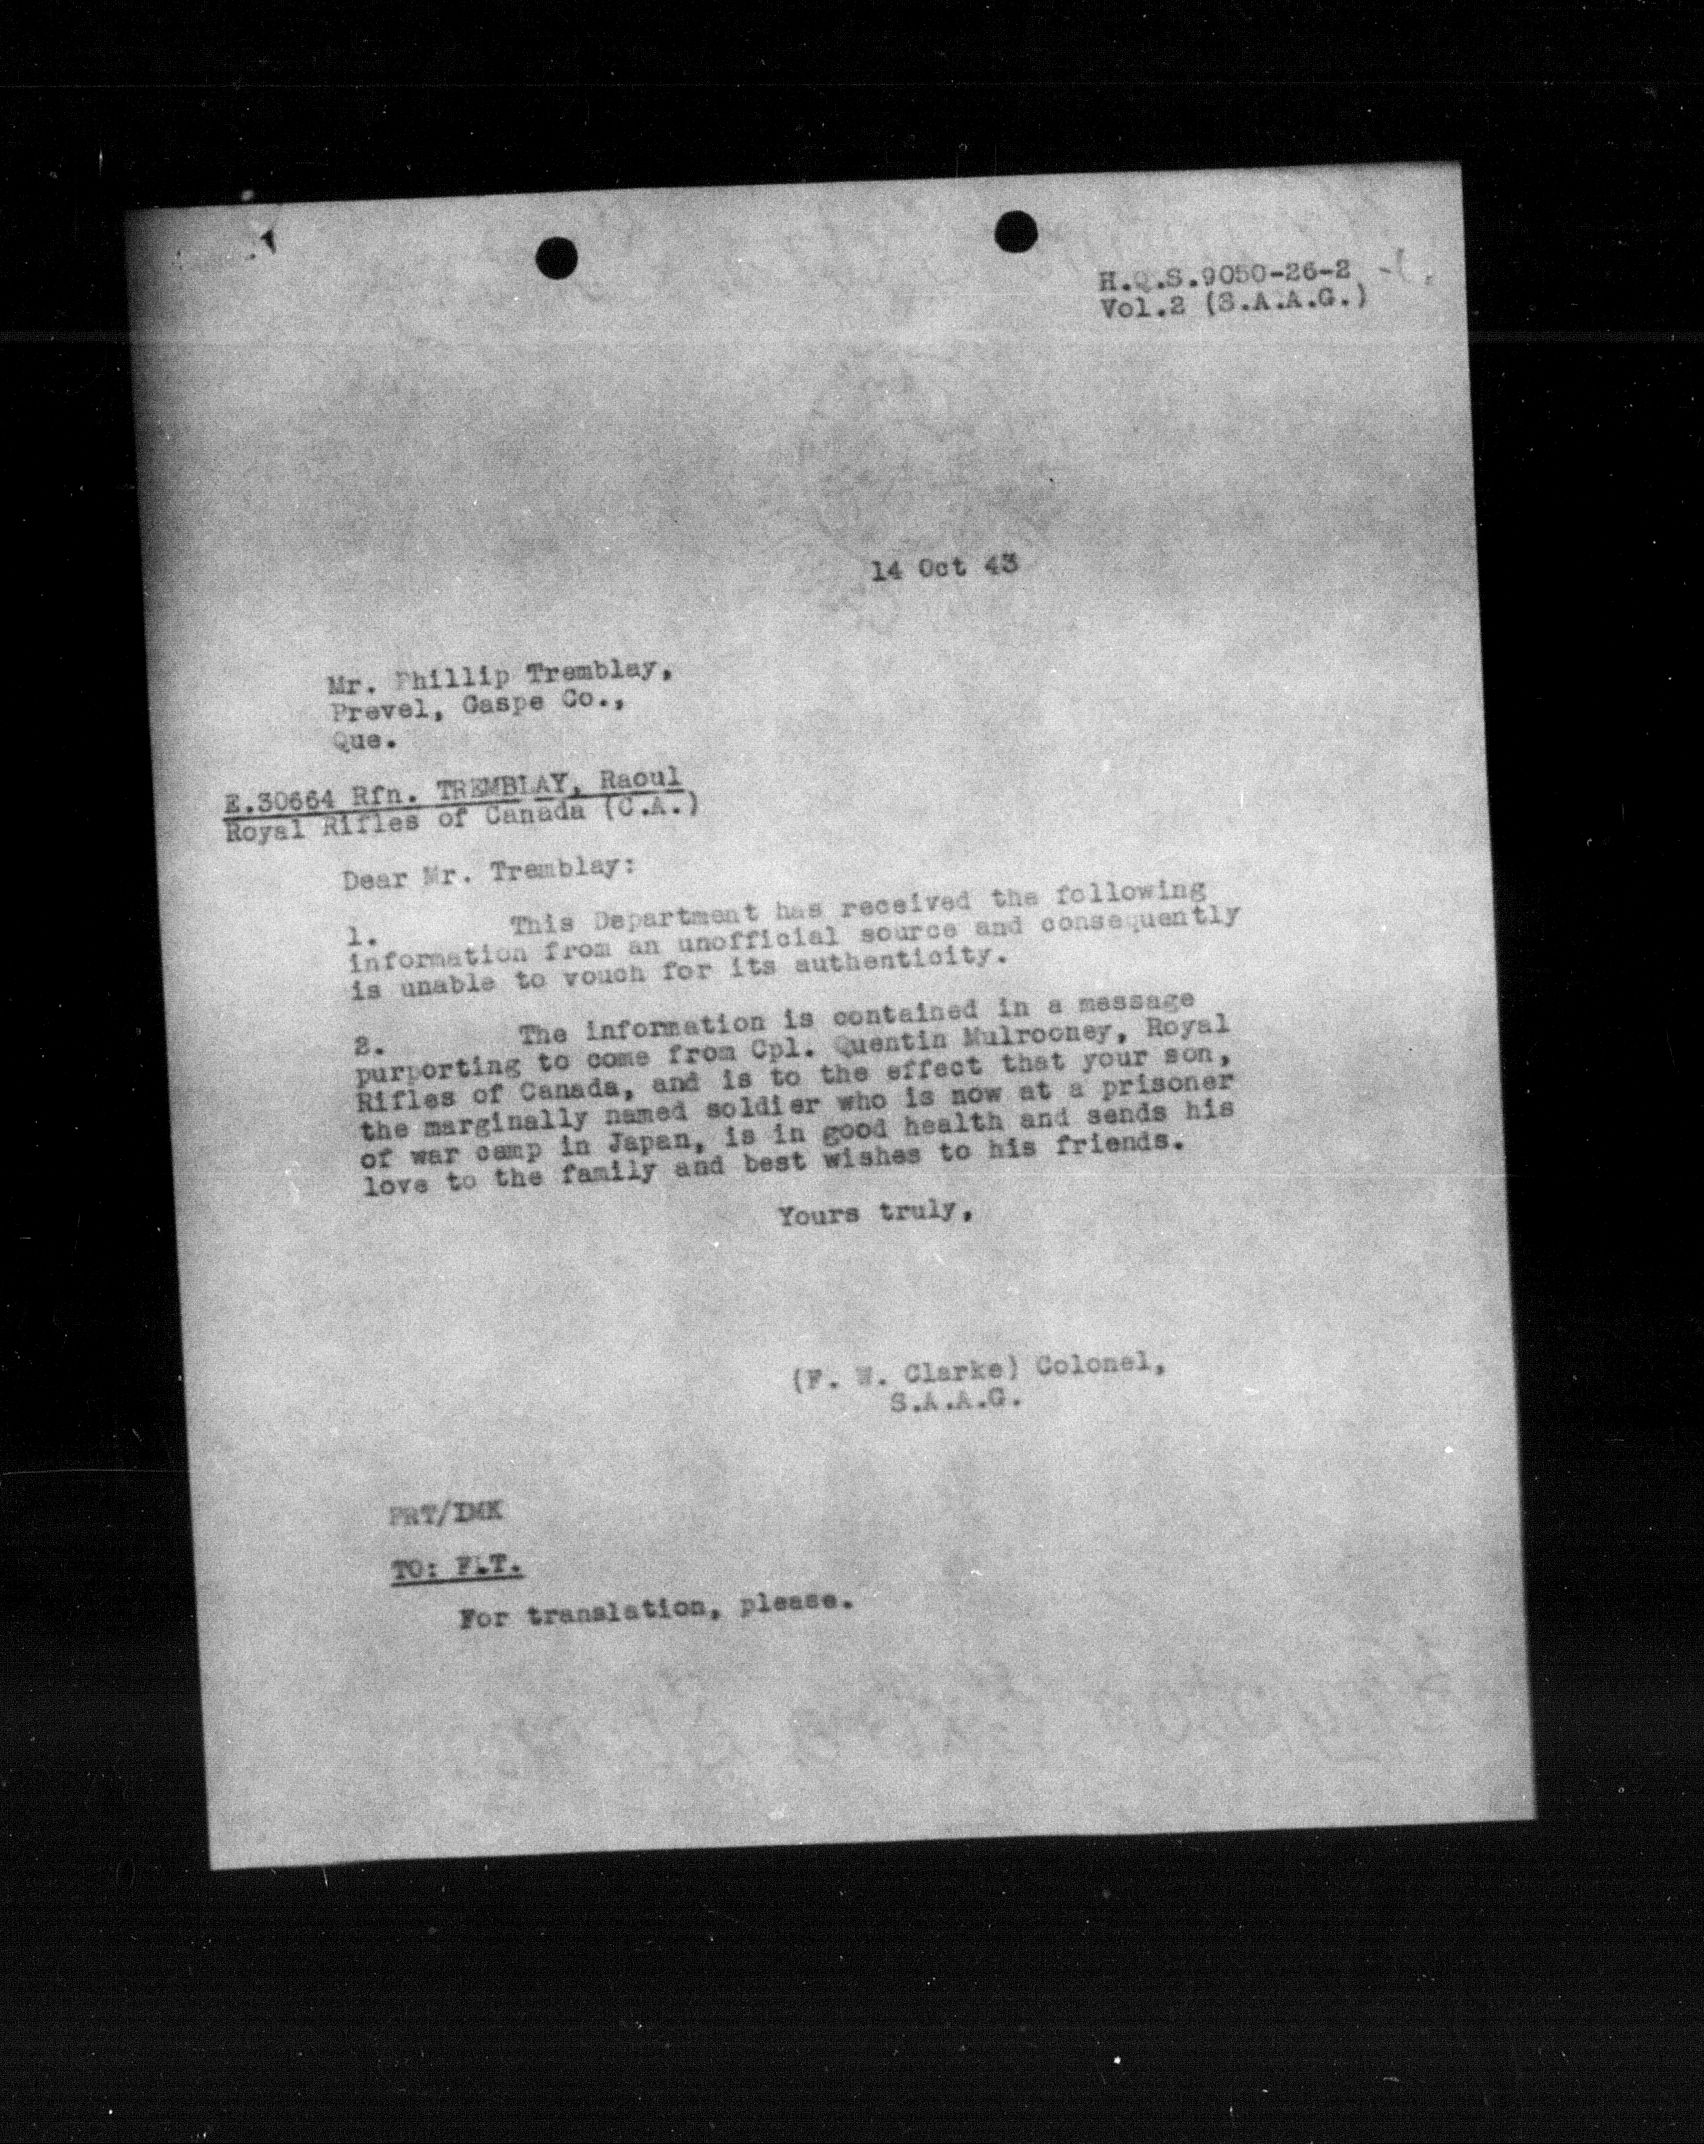 H.Q.S.9050-26-2
Vol.2 (S.A.A.G.)
14 Oct 43
Mr. Phillip Tremblay,
Prevel, Gaspe Co.,
Que.
E.30664 Rfn. TREMBLAY, Raoul
Royal Rifles of Canada (C.A.)
Dear Mr. Tremblay:
1. This Department has received the following
information from an unofficial source and consequently
is unable to vouch for its authenticity.
2. The information is contained in a message
purporting to come from Cpl. Quentin Mulrooney, Royal
Rifles of Canada, and is to the effect that your son,
the marginally named soldier who is now at a prisoner
of war camp in Japan, is in good health and sends his
love to the family and best wishes to his friends.
Yours truly,
(F. W. Clarke) Colonel,
S.A.A.G.
PRT/IMK
TO: F.T.
For translation, please.